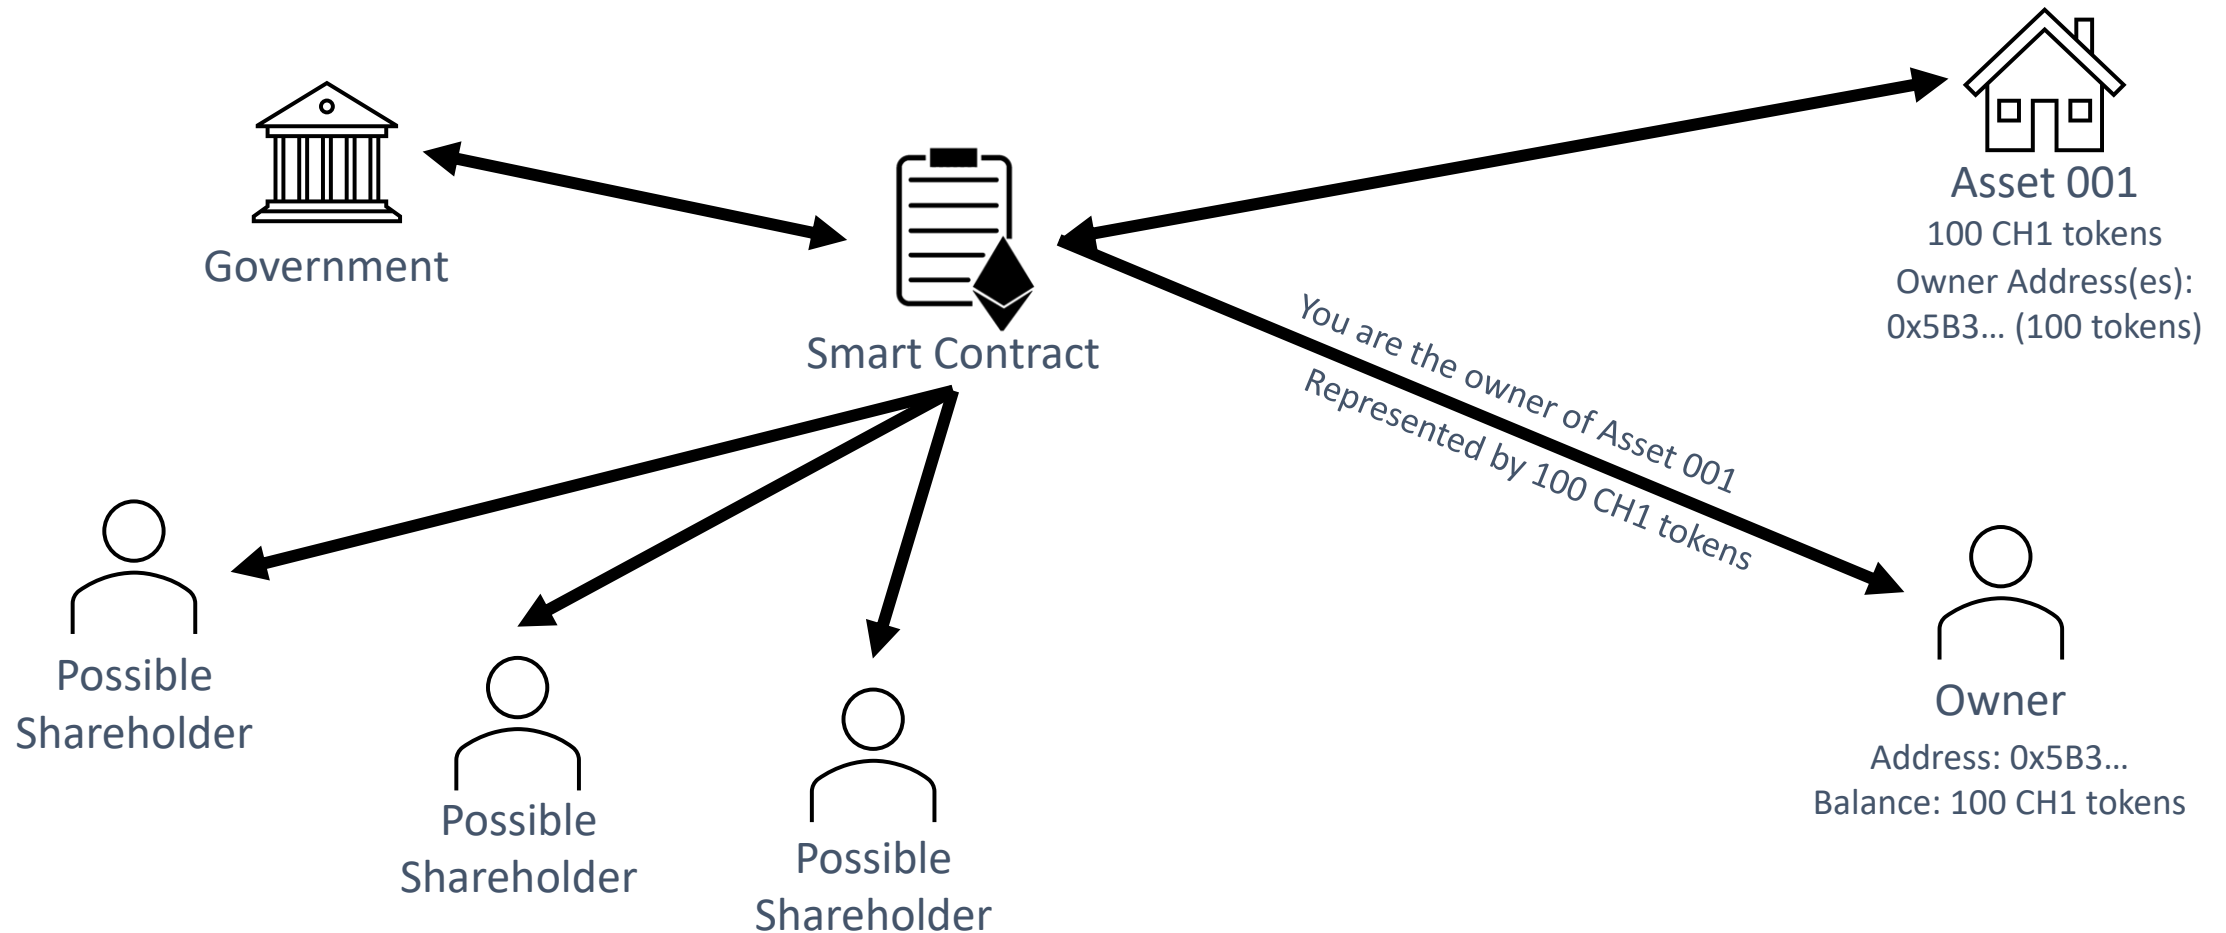 Government
Smart Contract
Asset 001
100 CH1 tokens
Owner Address(es):
0x5B3... (100 tokens)
You are the owner of Asset 001
Represented by 100 CH1 tokens
Possible
Shareholder
Possible
Shareholder
Possible
Shareholder
Owner
Address: 0x5B3...
Balance: 100 CH1 tokens